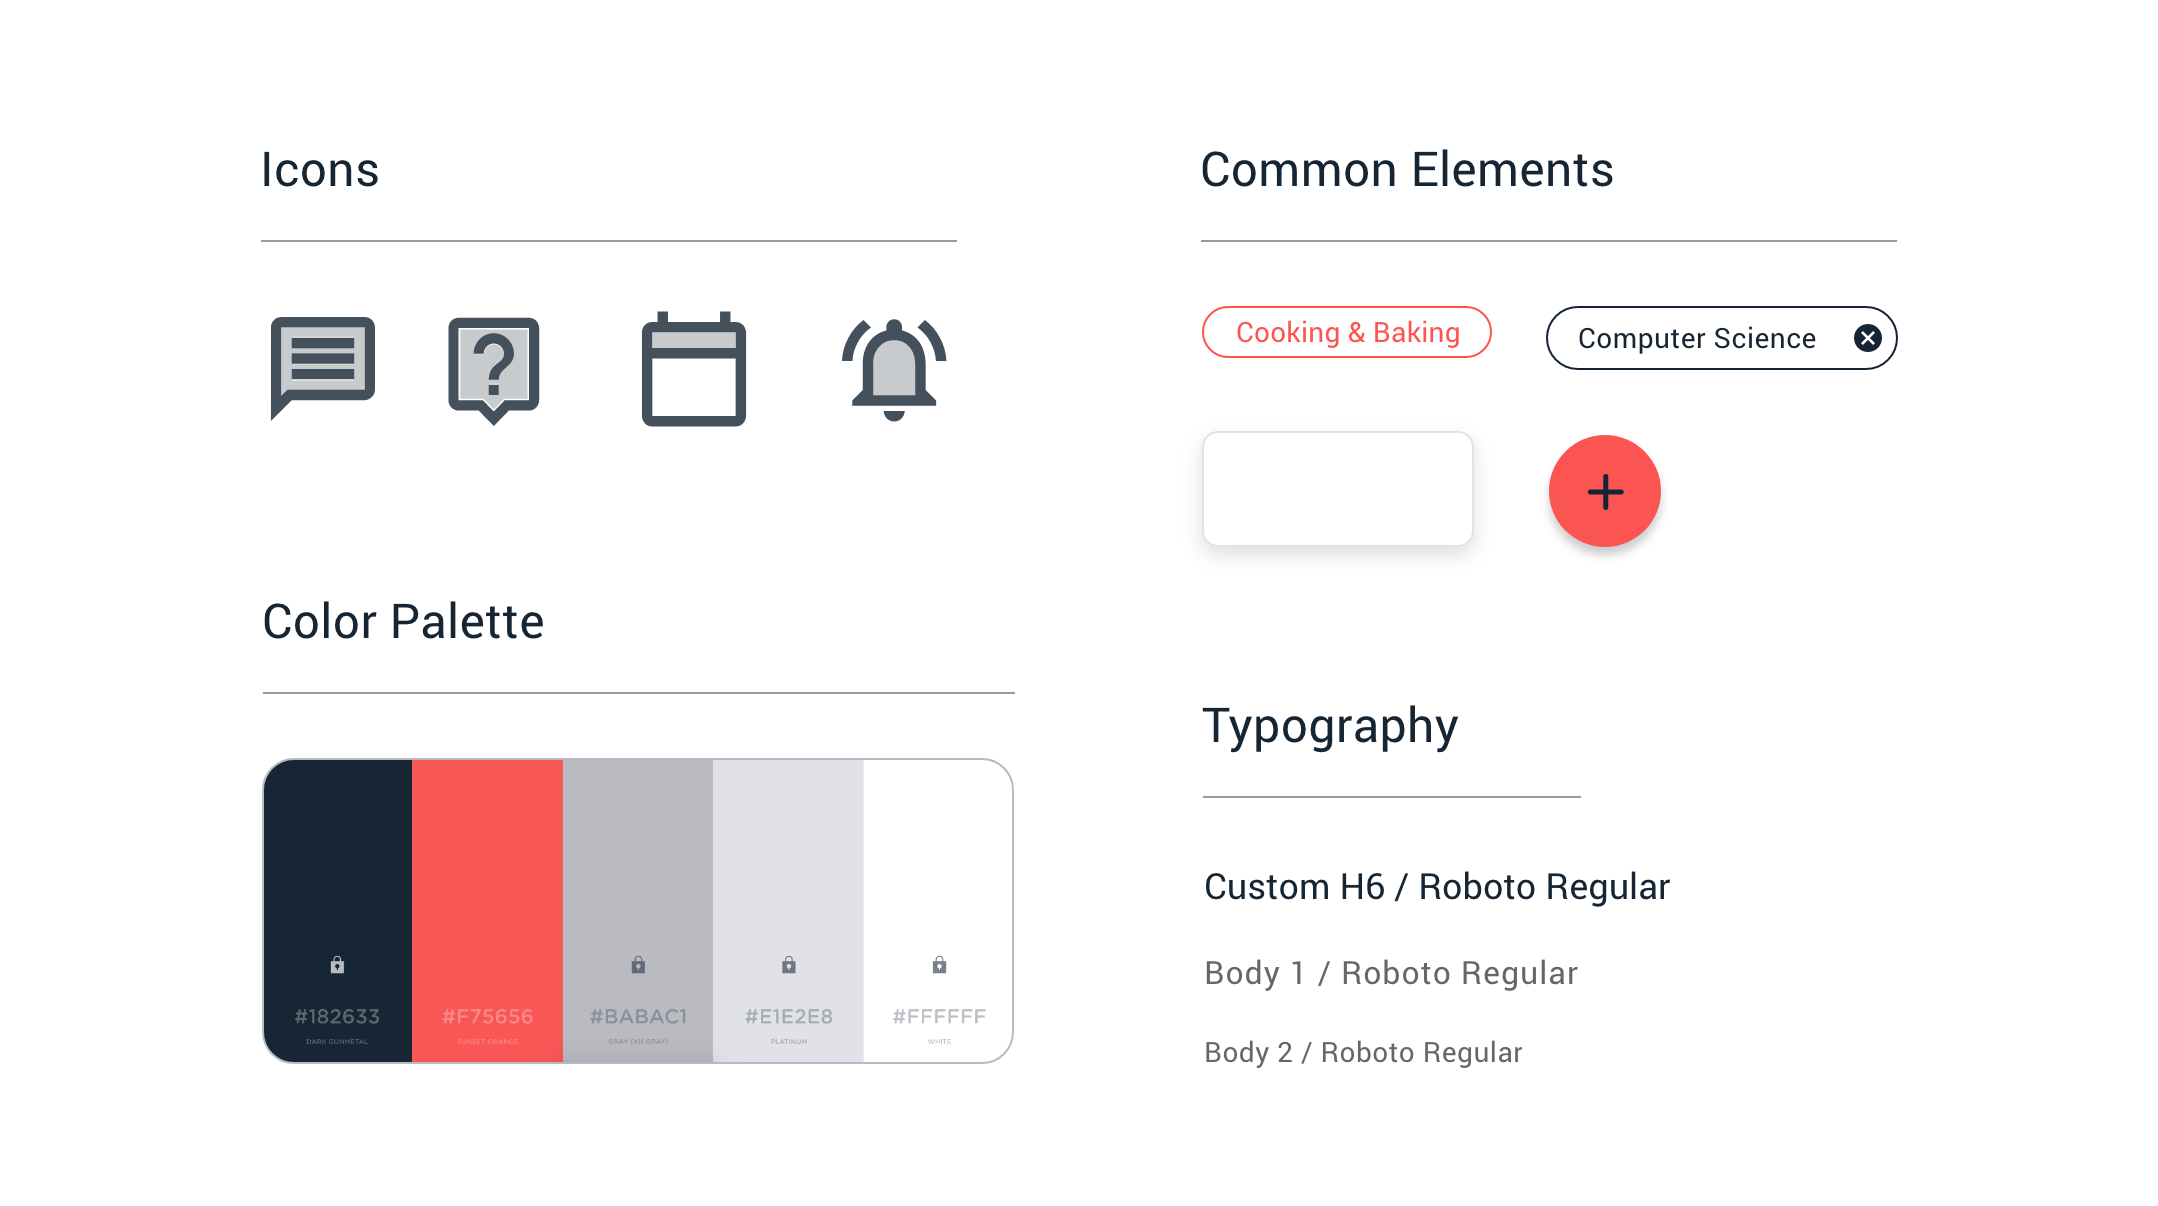 Icons
?
Color Palette
#182633
DARK GUNMETAL
#F75656
SUNSET ORANGE
#BABAC1
GRAY (X11 GRAY)
#E1E2E8
PLATINUM
#FFFFFF
WHITE
Common Elements
Cooking & Baking
Computer Science
Typography
Custom H6 / Roboto Regular
Body 1 / Roboto Regular
Body 2 / Roboto Regular